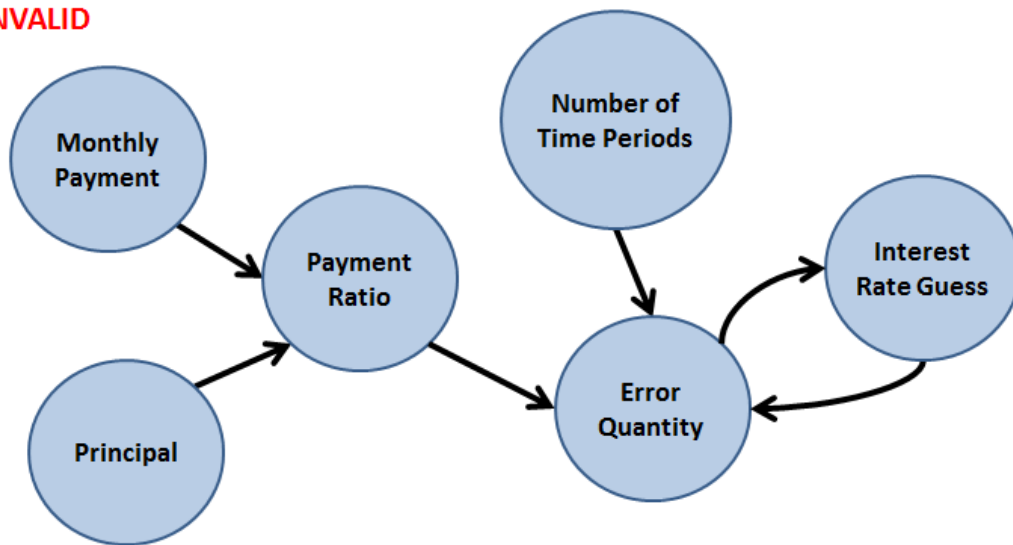 NVALID
Monthly
Payment
Number of
Time Periods
Payment
Ratio
Interest
Rate Guess
Error
Quantity
Principal